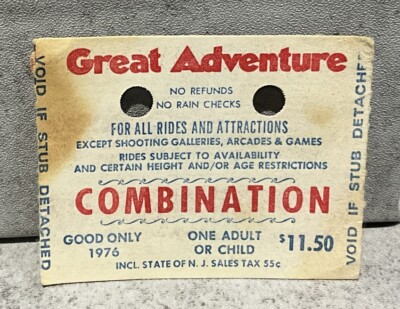 Great Adventure
NO REFUNDS
NO RAIN CHECKS
FOR ALL RIDES AND ATTRACTIONS
EXCEPT SHOOTING GALLERIES, ARCADES & GAMES
RIDES SUBJECT TO AVAILABILITY
AND CERTAIN HEIGHT AND/OR AGE RESTRICTIONS
COMBINATION
GOOD ONLY
1976
ONE ADULT
OR CHILD
$11.50
INCL. STATE OF N. J. SALES TAX 55c
VOID IF STUB DETACHED
VOID IF STUB DETACHED